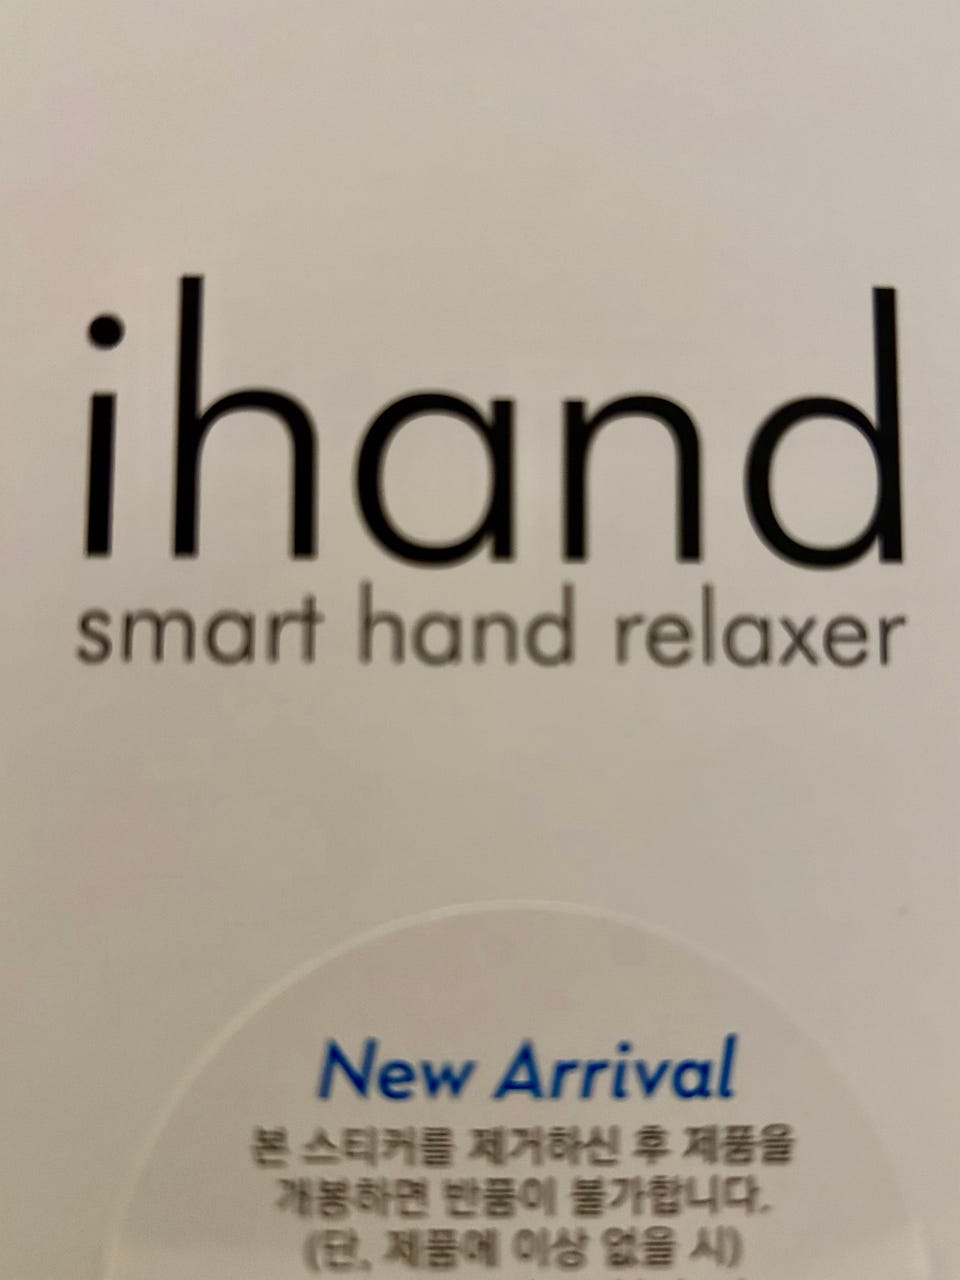 ihand
smart hand relaxer
New Arrival
본 스티커를 제거하신 후 제품을
개봉하면 반품이 불가합니다.
(단, 제품에 이상 없을 시)